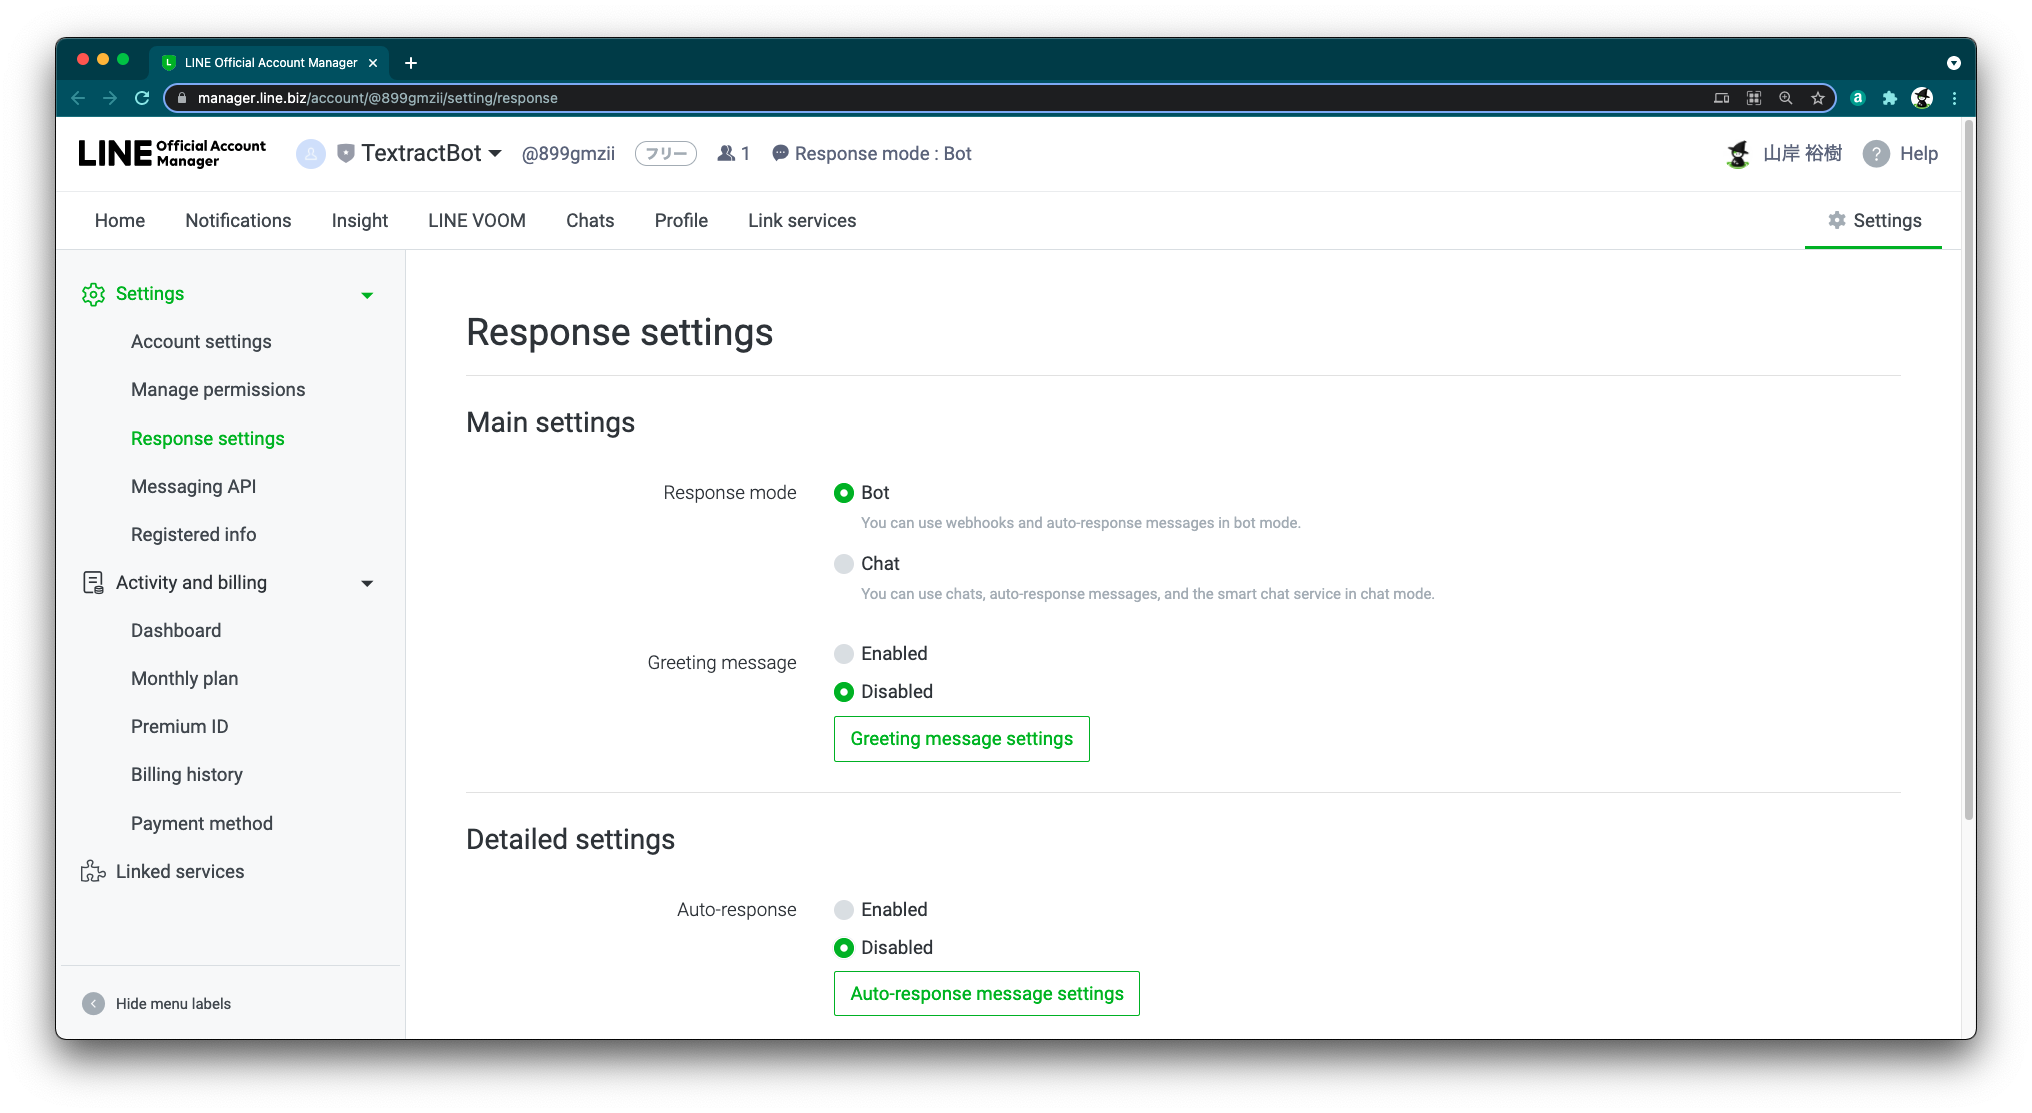 LINE Official Account Manager
manager.line.biz/account/@899gmzii/setting/response
LINE Official Account Manager
TextractBot
@899gmzii
フリー
1
Response mode : Bot
山岸 裕樹
Help
Home
Notifications
Insight
LINE VOOM
Chats
Profile
Link services
Settings
Settings
Account settings
Manage permissions
Response settings
Messaging API
Registered info
Activity and billing
Dashboard
Monthly plan
Premium ID
Billing history
Payment method
Linked services
Hide menu labels
Response settings
Main settings
Response mode
Bot
You can use webhooks and auto-response messages in bot mode.
Chat
You can use chats, auto-response messages, and the smart chat service in chat mode.
Greeting message
Enabled
Disabled
Greeting message settings
Detailed settings
Auto-response
Enabled
Disabled
Auto-response message settings